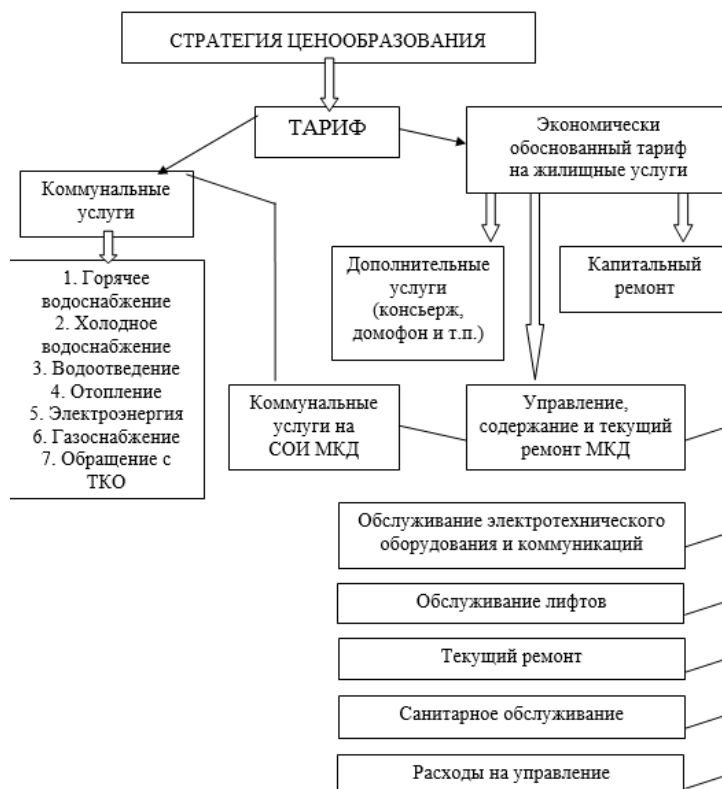 СТРАТЕГИЯ ЦЕНООБРАЗОВАНИЯ
ТАРИФ
Экономически
обоснованный тариф
на жилищные услуги
Коммунальные
услуги
1. Горячее
водоснабжение
2. Холодное
водоснабжение
3. Водоотведение
4. Отопление
5. Электроэнергия
6. Газоснабжение
7. Обращение с
ТКО
Дополнительные
услуги
(консьерж,
домофон и т.п.)
Капитальный
ремонт
Коммунальные
услуги на
СОИ МКД
Управление,
содержание и текущий
ремонт МКД
Обслуживание электротехнического
оборудования и коммуникаций
Обслуживание лифтов
Текущий ремонт
Санитарное обслуживание
Расходы на управление